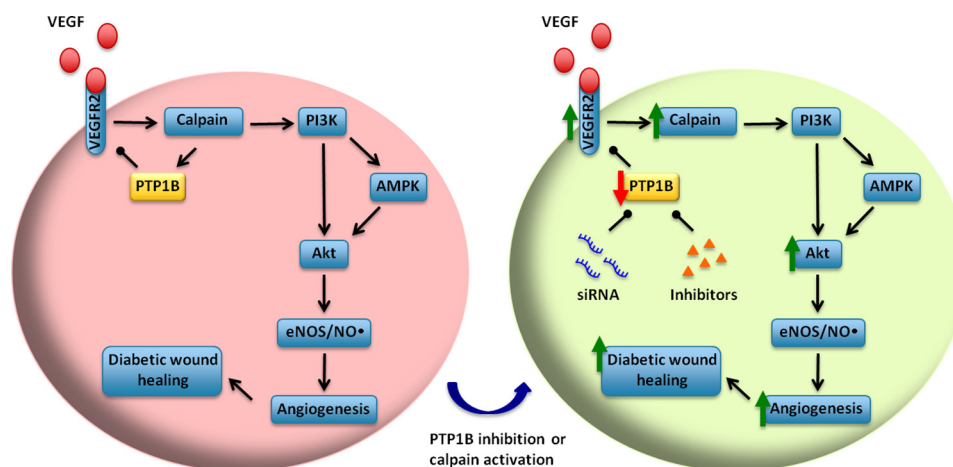 VEGF
VEGFR2
Calpain
PI3K
PTP1B
AMPK
Akt
eNOS/NO•
Diabetic wound
healing
Angiogenesis
PTP1B inhibition or
calpain activation
VEGF
VEGFR2
Calpain
PI3K
PTP1B
AMPK
Akt
siRNA
Inhibitors
eNOS/NO•
Diabetic wound
healing
Angiogenesis